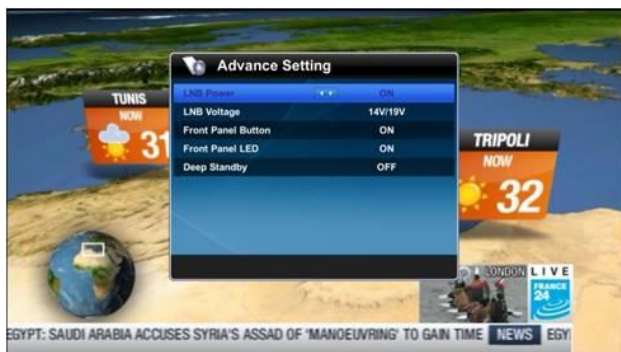 Advance Setting
LNB Power ON
LNB Voltage 14V/19V
Front Panel Button ON
Front Panel LED ON
Deep Standby OFF
TUNIS
NOW
31
TRIPOLI
NOW
32
LONDON LIVE
FRANCE
24
EGYPT: SAUDI ARABIA ACCUSES SYRIA'S ASSAD OF 'MANOEUVRING' TO GAIN TIME NEWS EGY